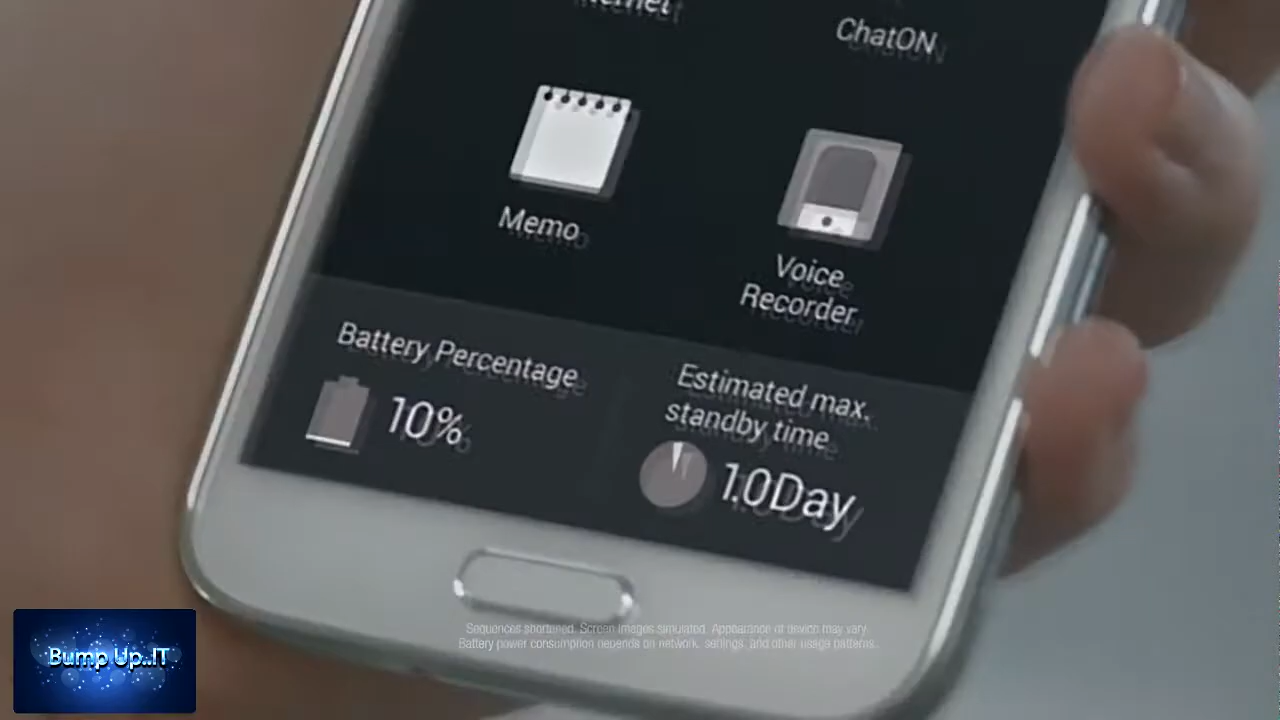 ChatON
Memo
Voice
Recorder
Battery Percentage
10%
Estimated max.
standby time
1.0Day
Sequences shortened. Screen images simulated. Appearance of device may vary.
Battery power consumption depends on network, settings, and other usage patterns.
Bump Up..IT